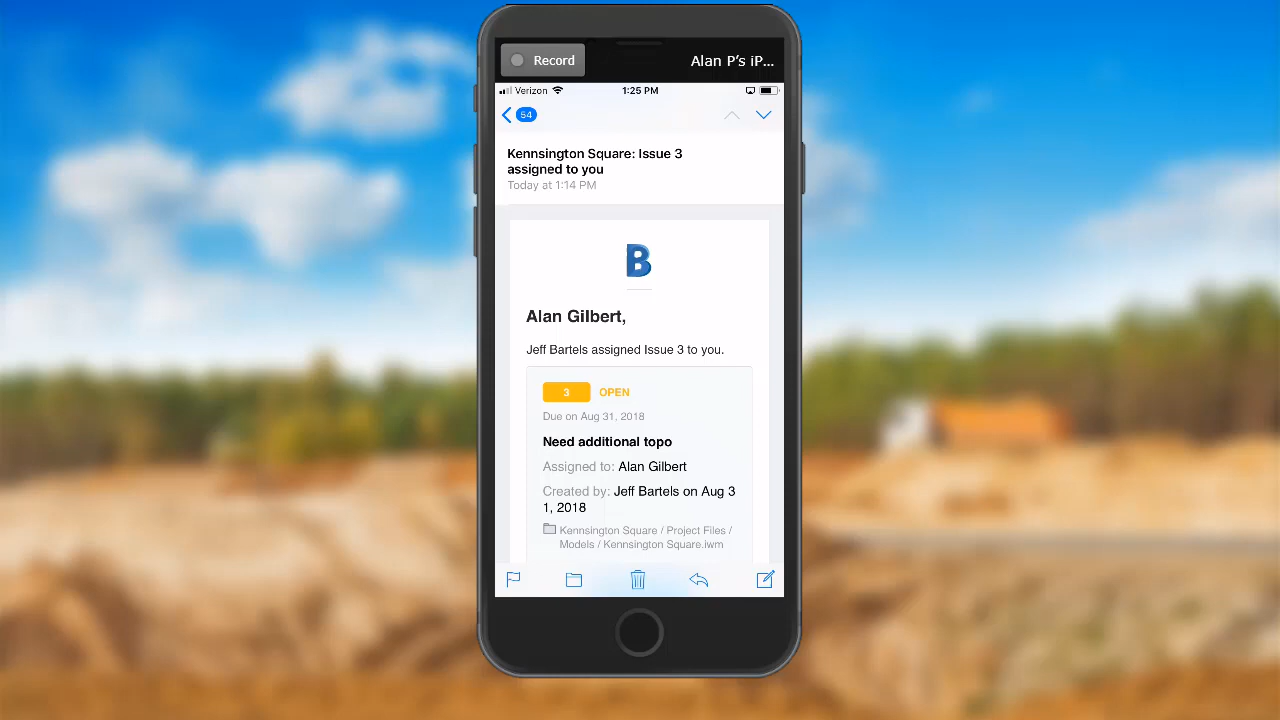 Record
Alan P's iP...
Verizon
1:25 PM
54
Kennsington Square: Issue 3
assigned to you
Today at 1:14 PM
B
Alan Gilbert,
Jeff Bartels assigned Issue 3 to you.
3 OPEN
Due on Aug 31, 2018
Need additional topo
Assigned to: Alan Gilbert
Created by: Jeff Bartels on Aug 3
1, 2018
Kennsington Square / Project Files /
Models / Kennsington Square.iwm